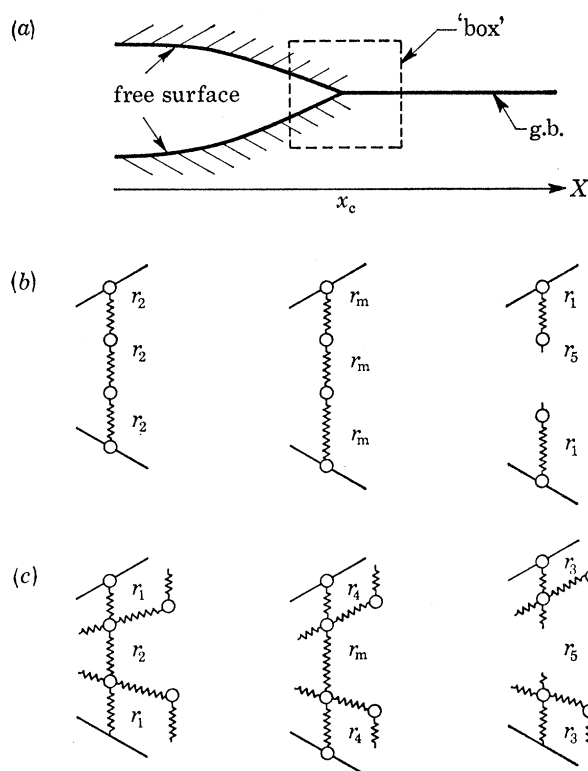 (a)
'box'
free surface
g.b.
x_c
X
(b)
r_2 r_m r_1
r_2 r_m r_5
r_2 r_m r_1
(c)
r_1 r_4 r_3
r_2 r_m r_5
r_1 r_4 r_3